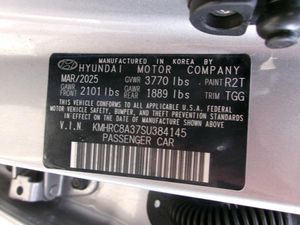 MANUFACTURED IN KOREA BY
HYUNDAI MOTOR COMPANY
MAR/2025 GVWR 3770 lbs PAINT R2T
GAWR FRONT 2101 lbs GAWR REAR 1889 lbs TRIM TGG
THIS VEHICLE CONFORMS TO ALL APPLICABLE U.S. FEDERAL
MOTOR VEHICLE SAFETY, BUMPER, AND THEFT PREVENTION
STANDARDS IN EFFECT ON THE DATE OF MANUFACTURE SHOWN ABOVE.
V.I.N. KMHRC8A37SU384145
PASSENGER CAR